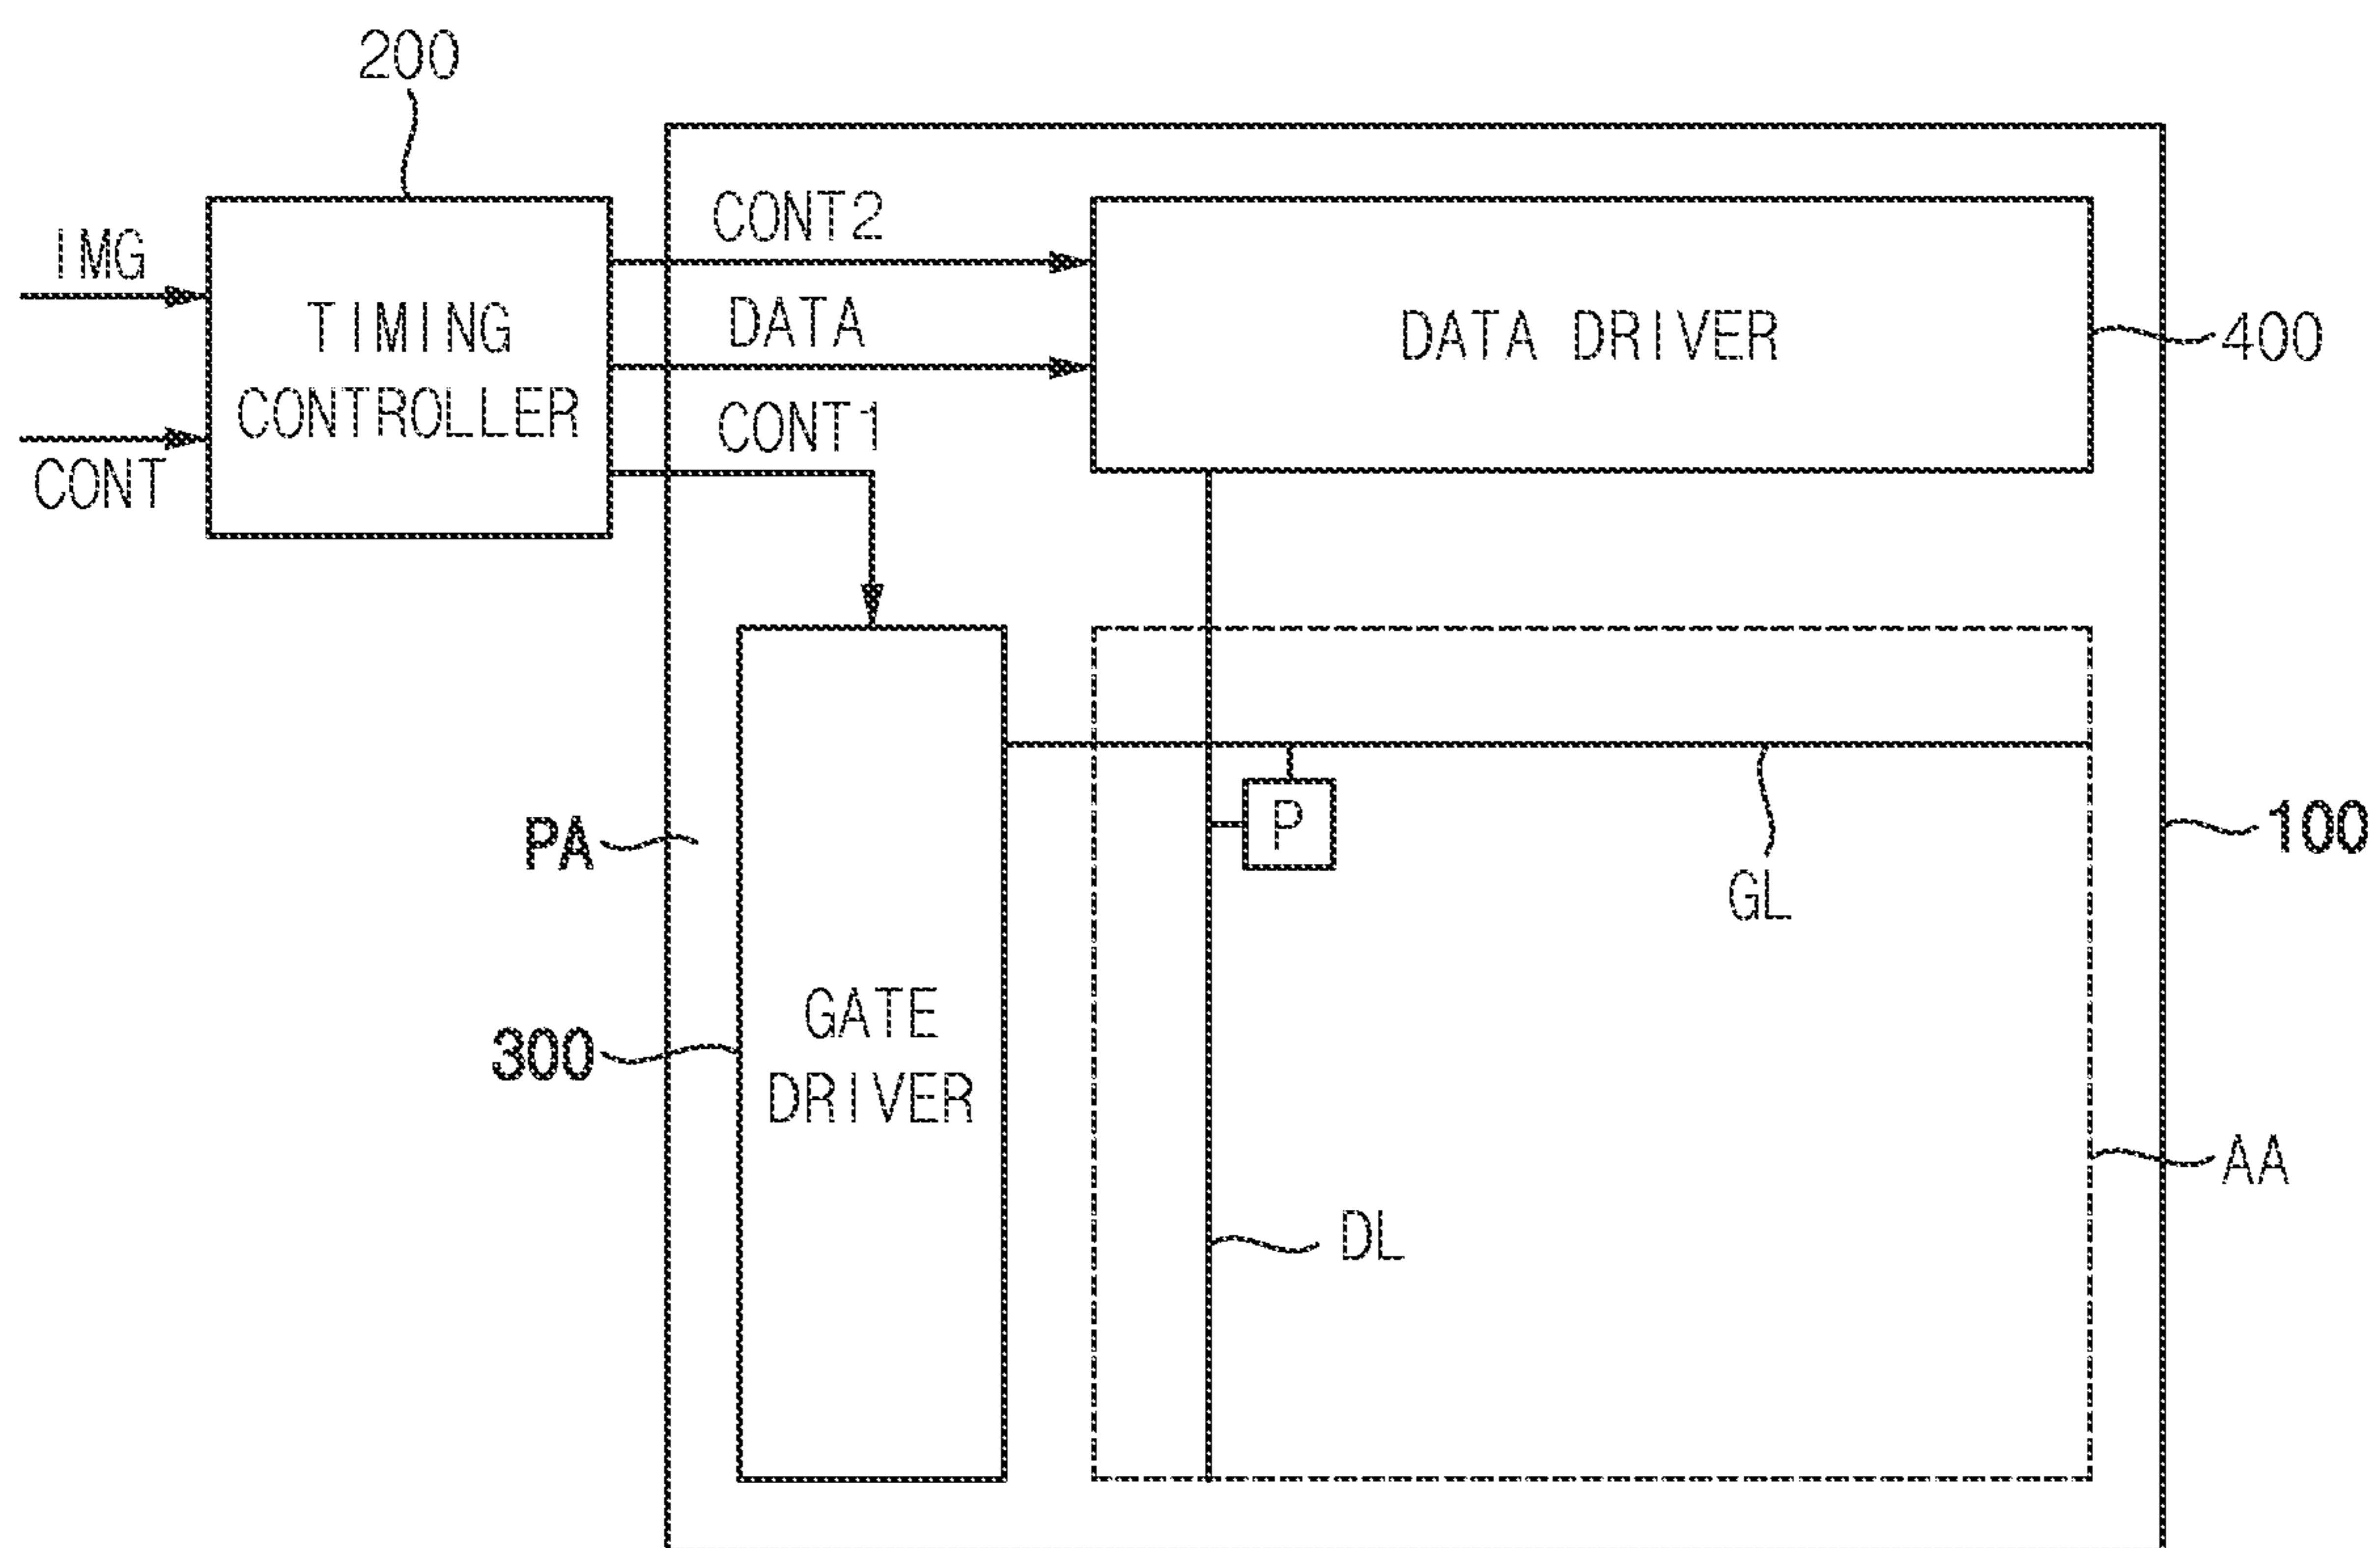 200
IMG
CONT
TIMING
CONTROLLER
CONT2
DATA
CONT1
DATA DRIVER
400
PA
300
GATE
DRIVER
P
GL
100
AA
DL